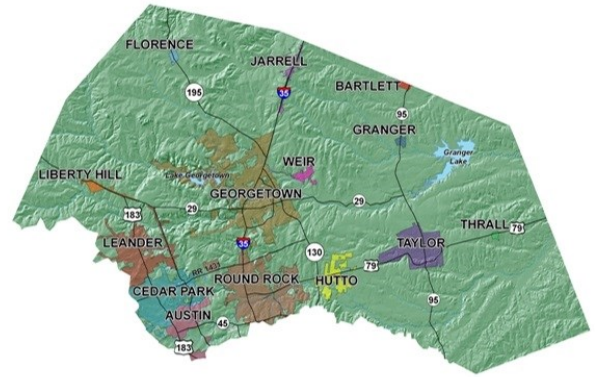 FLORENCE
JARRELL
35
195
BARTLETT
95
GRANGER
Granger
Lake
WEIR
Lake Georgetown
LIBERTY HILL
GEORGETOWN
183
29
29
THRALL
79
LEANDER
35
130
TAYLOR
79
RR 1431
ROUND ROCK
HUTTO
CEDAR PARK
95
AUSTIN
45
183